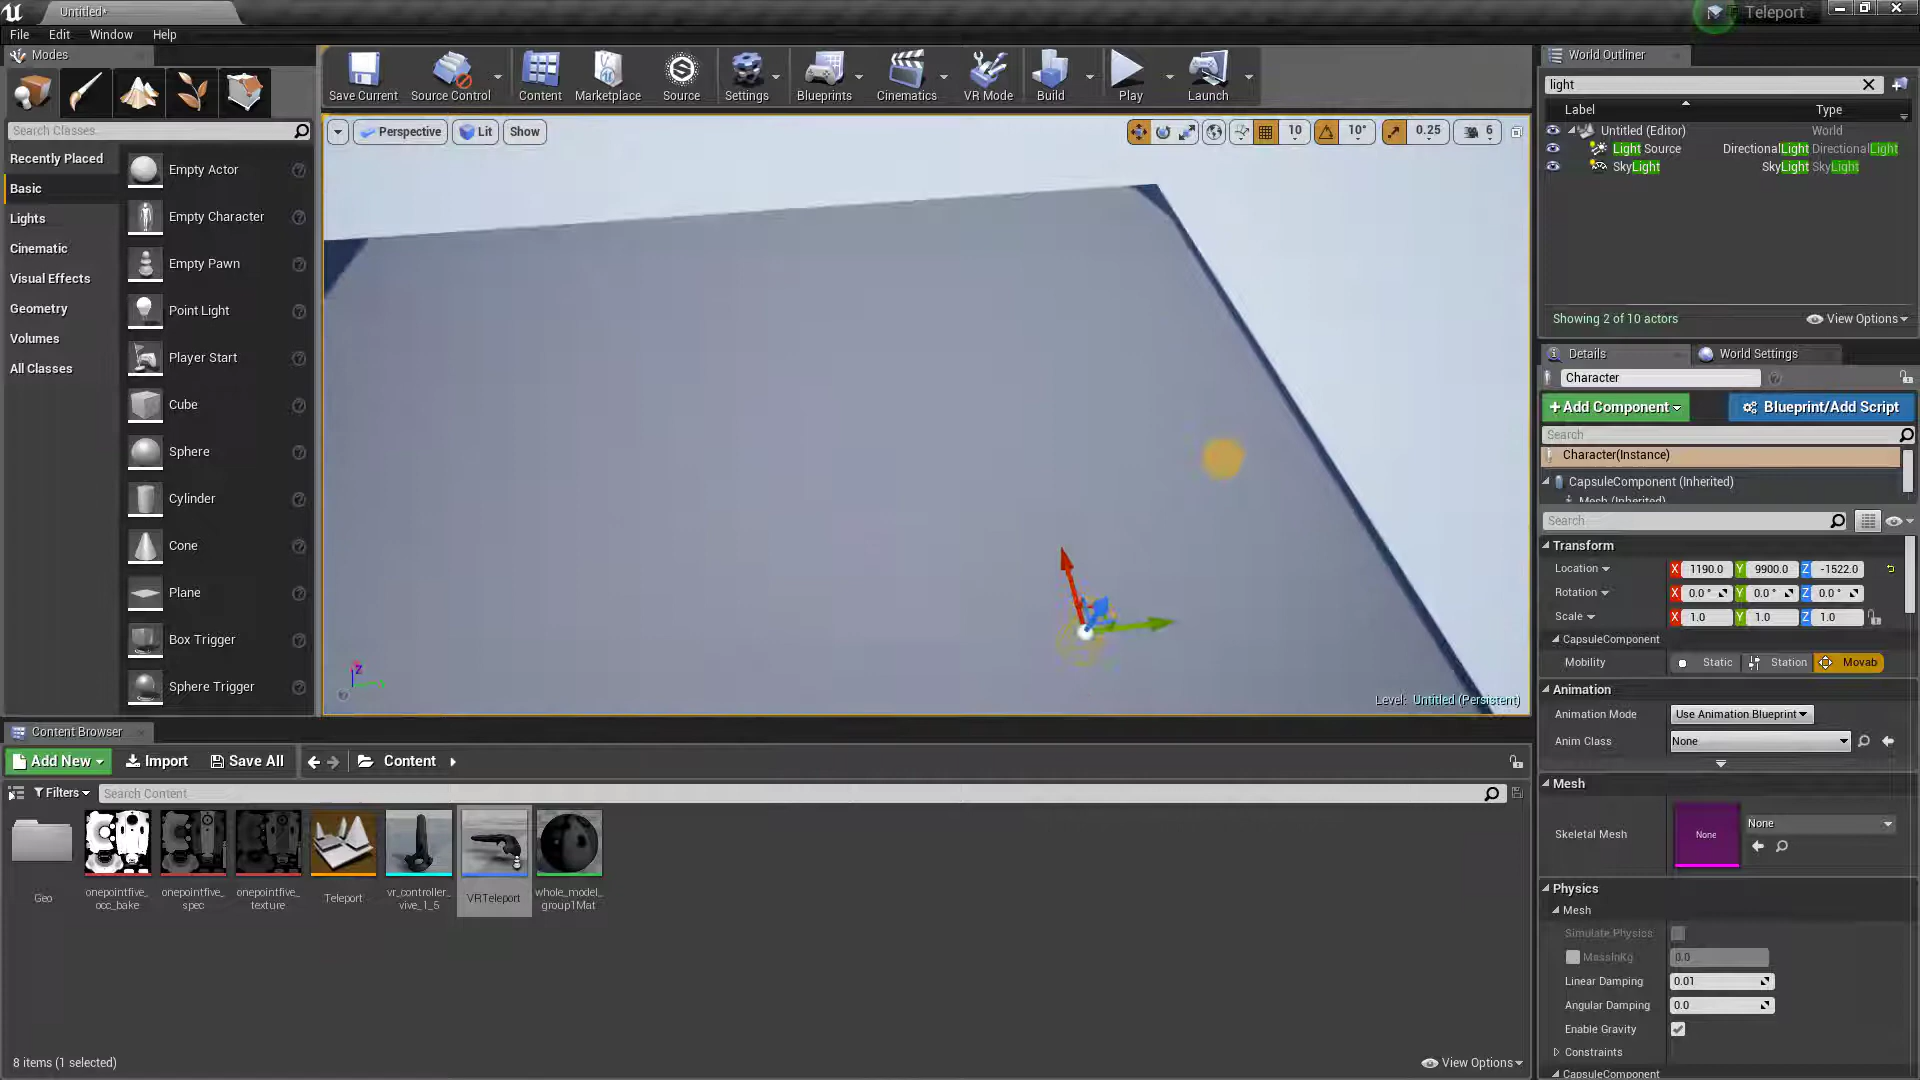 Untitled*
Teleport
File Edit Window Help
Modes
Search Classes
Recently Placed
Basic
Lights
Cinematic
Visual Effects
Geometry
Volumes
All Classes
Empty Actor
Empty Character
Empty Pawn
Point Light
Player Start
Cube
Sphere
Cylinder
Cone
Plane
Box Trigger
Sphere Trigger
Save Current Source Control Content Marketplace Source Settings Blueprints Cinematics VR Mode Build Play Launch
Perspective Lit Show
10 10° 0.25 6
Z
Level: Untitled (Persistent)
World Outliner
light
Label Type
Untitled (Editor) World
Light Source DirectionalLight DirectionalLight
SkyLight SkyLight SkyLight
Showing 2 of 10 actors View Options
Details World Settings
Character
+Add Component Blueprint/Add Script
Search
Character(Instance)
CapsuleComponent (Inherited)
Mesh (Inherited)
Search
Transform
Location X 1190.0 Y 9900.0 Z -1522.0
Rotation X 0.0 ° Y 0.0 ° Z 0.0 °
Scale X 1.0 Y 1.0 Z 1.0
CapsuleComponent
Mobility Static Station Movab
Animation
Animation Mode Use Animation Blueprint
Anim Class None
Mesh
Skeletal Mesh None None
Physics
Mesh
Simulate Physics
MassInKg 0.0
Linear Damping 0.01
Angular Damping 0.0
Enable Gravity
Constraints
CapsuleComponent
Content Browser
Add New Import Save All Content
Filters Search Content
Geo
onepointfive_
occ_bake
onepointfive_
spec
onepointfive_
texture
Teleport
vr_controller_
vive_1_5
VRTeleport
whole_model_
group1Mat
8 items (1 selected) View Options